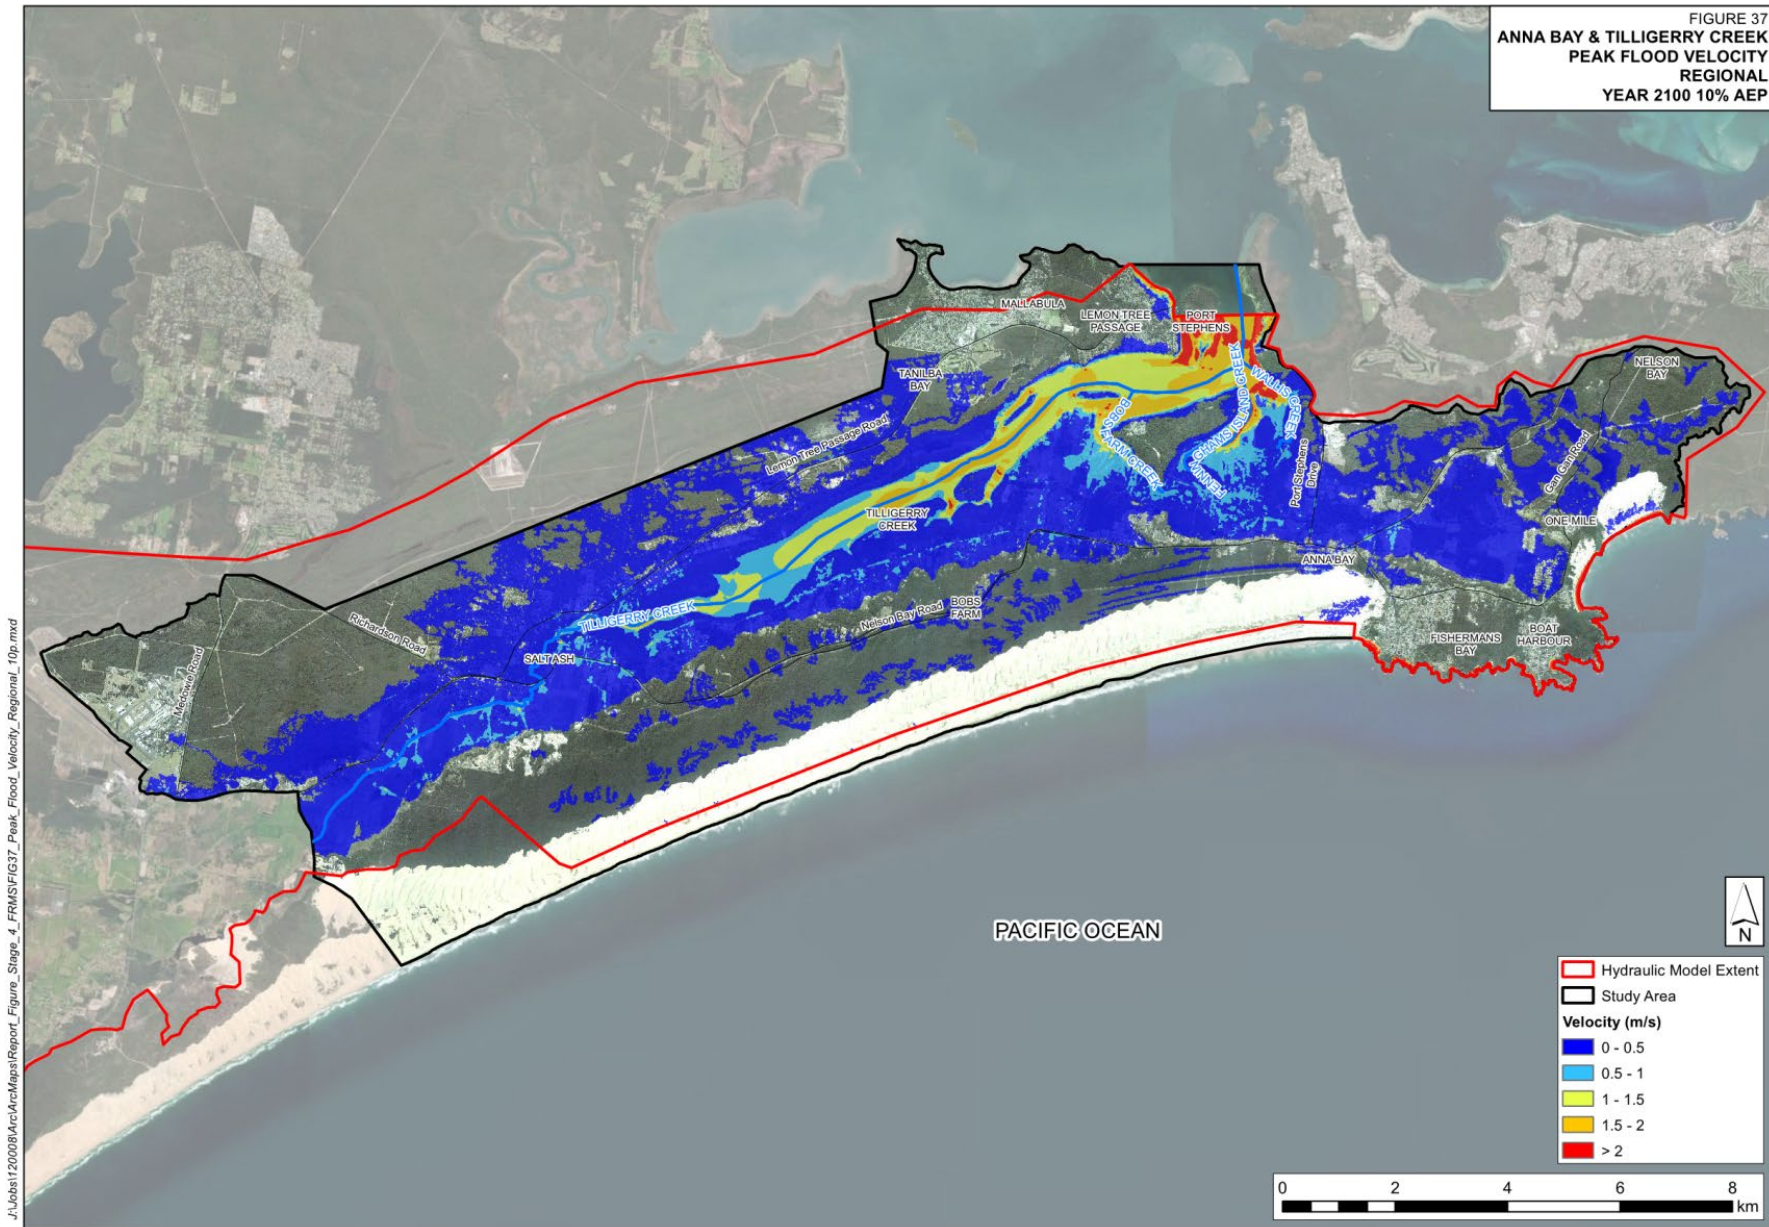 FIGURE 37
ANNA BAY & TILLIGERRY CREEK
PEAK FLOOD VELOCITY
REGIONAL
YEAR 2100 10% AEP
MALLABULA
LEMON TREE
PASSAGE
PORT
STEPHENS
TANILBA
BAY
NELSON
BAY
WALLIS CREEK
FENNINGHAMS ISLAND CREEK
BOBS FARM CREEK
Lemon Tree Passage Road
Port Stephens
Drive
Gan Gan Road
TILLIGERRY
CREEK
ONE MILE
ANNA BAY
TILLIGERRY CREEK
Nelson Bay Road
BOBS
FARM
Richardson Road
Medowie Road
SALT ASH
FISHERMANS
BAY
BOAT
HARBOUR
PACIFIC OCEAN
N
Hydraulic Model Extent
Study Area
Velocity (m/s)
0 - 0.5
0.5 - 1
1 - 1.5
1.5 - 2
> 2
0 2 4 6 8
km
J:\Jobs\120008\Arc\ArcMaps\Report_Figure_Stage_4_FRMS\FIG37_Peak_Flood_Velocity_Regional_10p.mxd